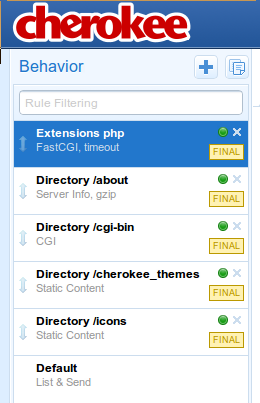 cherokee
Behavior
Rule Filtering
Extensions php
FastCGI, timeout
FINAL
Directory /about
Server Info, gzip
FINAL
Directory /cgi-bin
CGI
FINAL
Directory /cherokee_themes
Static Content
FINAL
Directory /icons
Static Content
FINAL
Default
List & Send